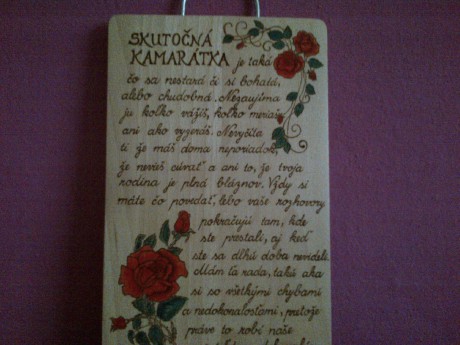 SKUTOČNÁ
KAMARÁTKA je taká
čo sa nestará či si bohatá,
alebo chudobná. Nezaujíma
ju koľko vážiš, koľko meriaš
ani ako vyzeráš. Nevyčíta
ti že máš doma neporiadok,
že nevieš cúvať a ani to, že tvoja
rodina je plná bláznov. Vždy si
máte čo povedať, lebo vaše rozhovory
pokračujú tam, kde
ste prestali, aj keď
ste sa dlhú dobu nevideli.
Mám ťa rada, takú aká
si so všetkými chybami
a nedokonalosťami, pretože
práve to robí naše